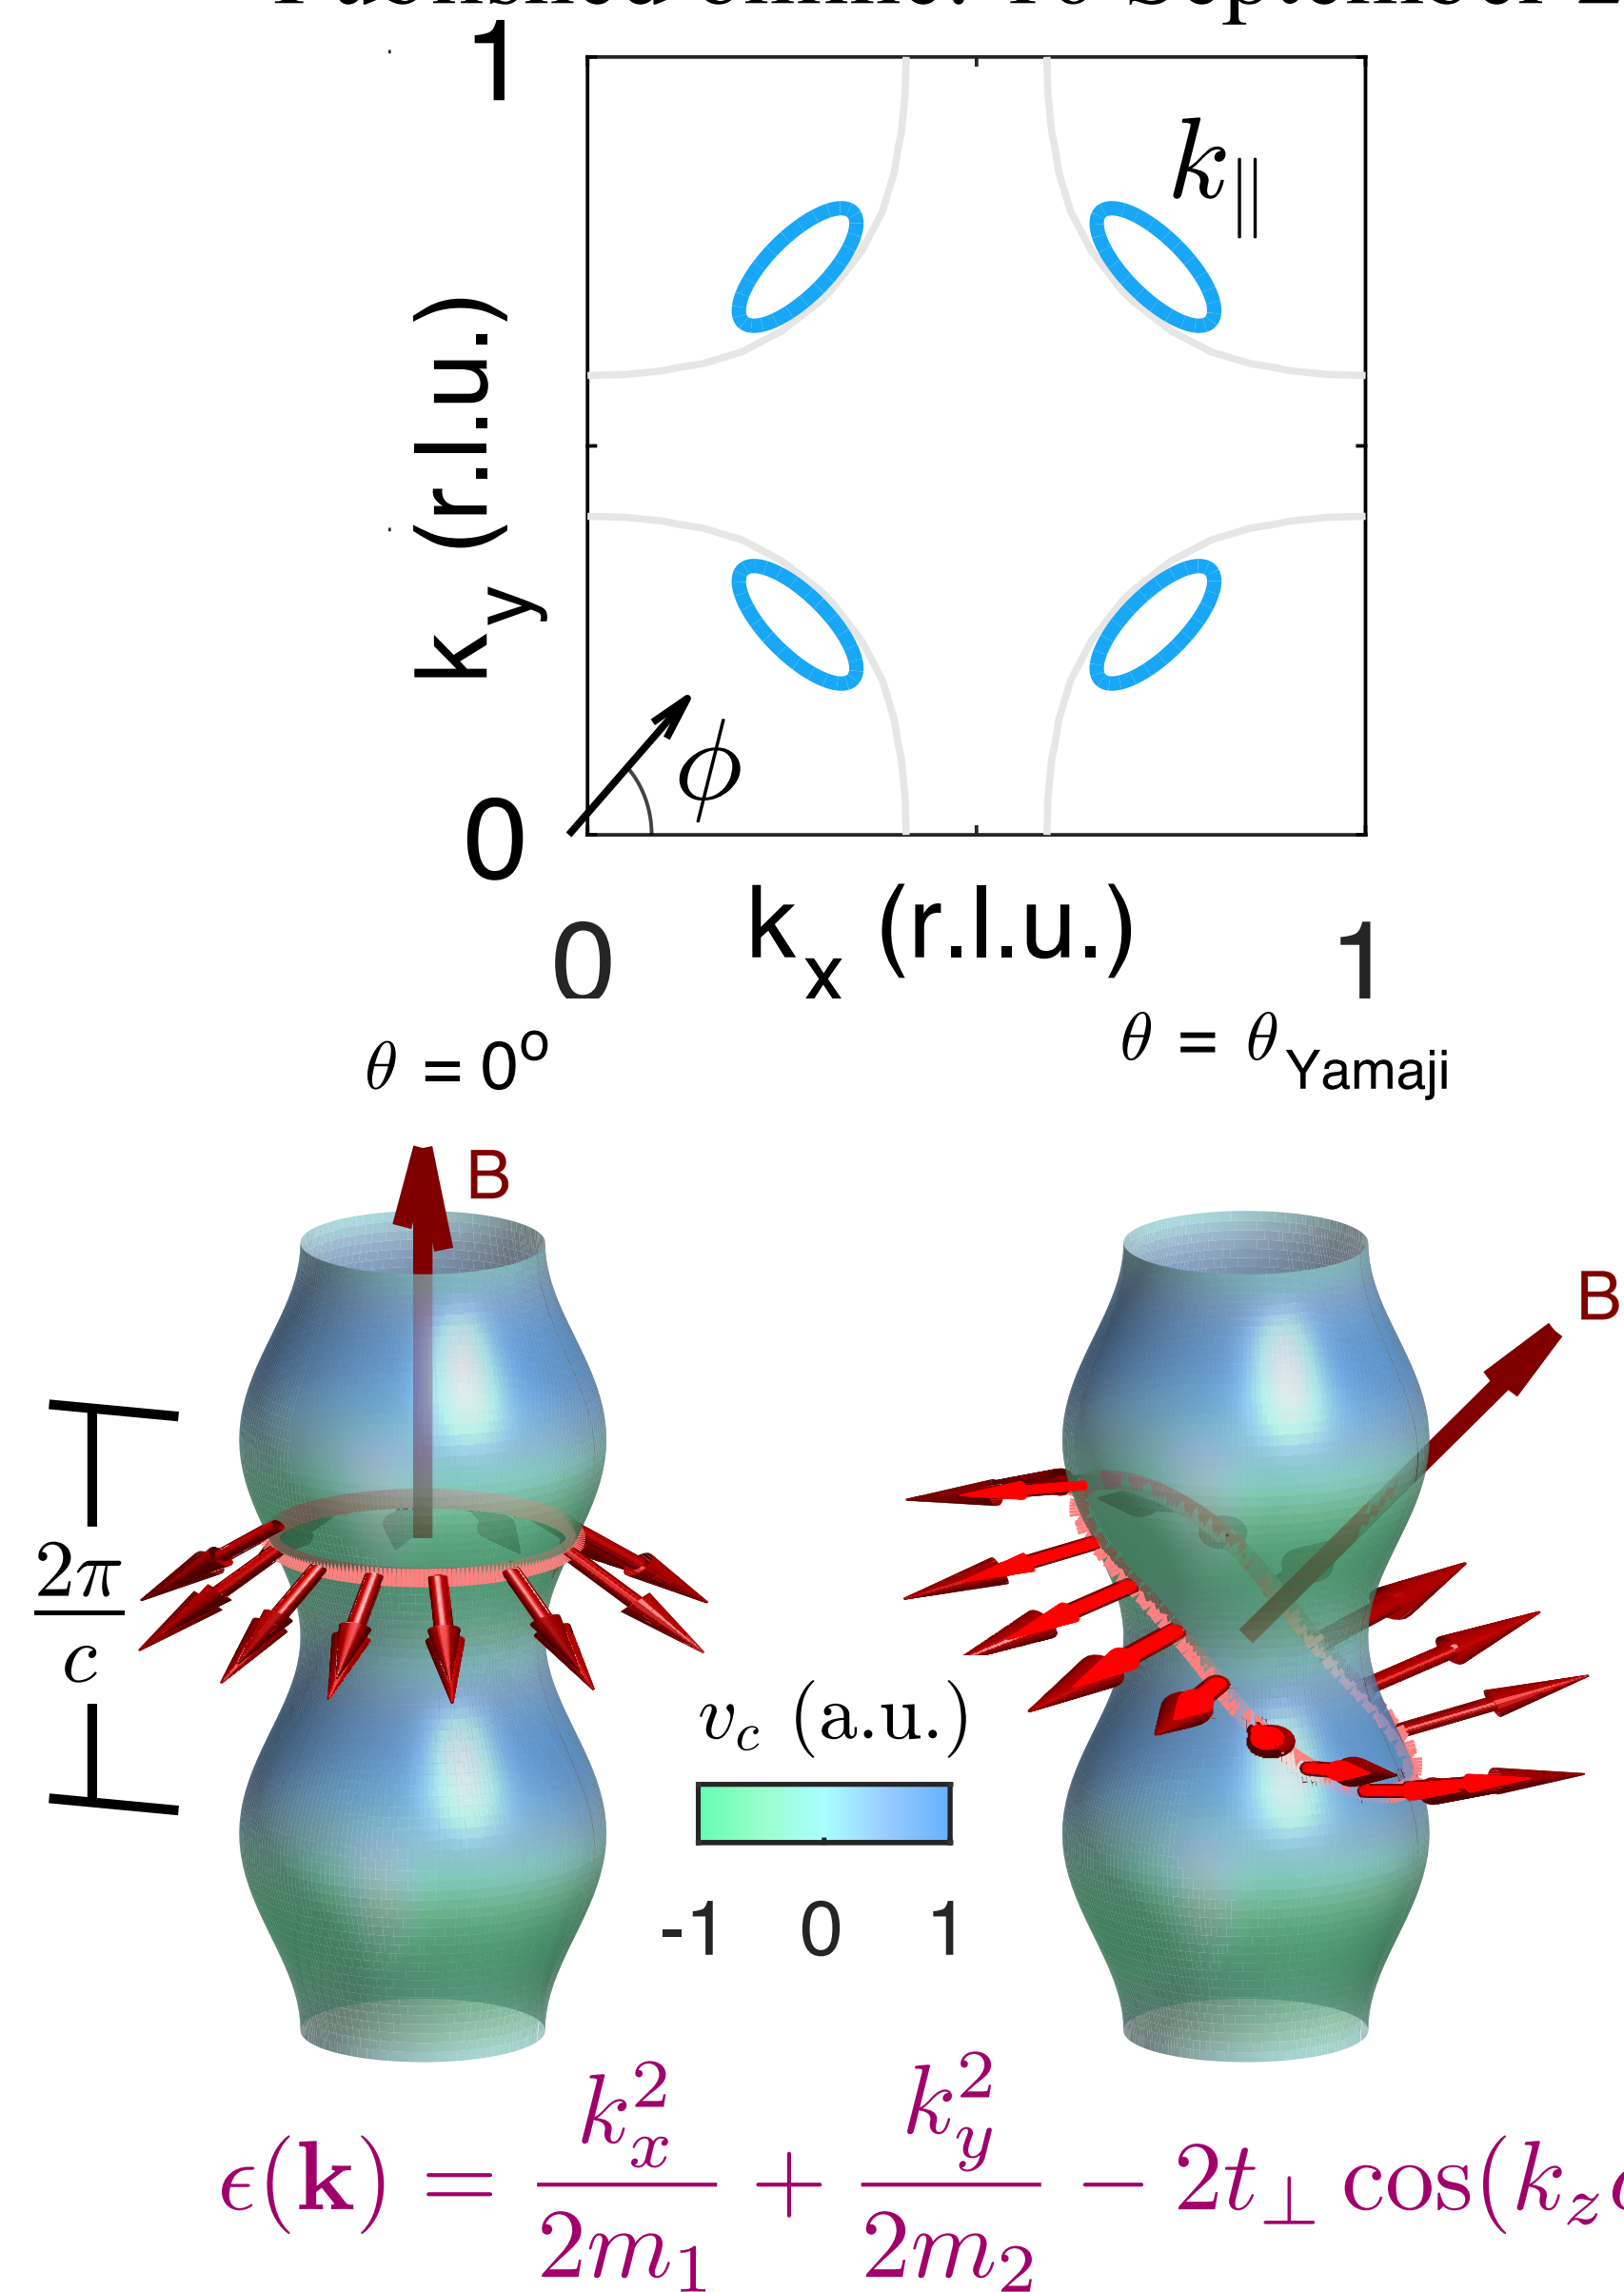 1
k∥
k_y (r.l.u.)
ϕ
0
k_x (r.l.u.)
0
1
θ = 0°
θ = θ_Yamaji
B
B
2π/c
v_c (a.u.)
-1 0 1
ϵ(𝐤) = k_x^2/2m_1 + k_y^2/2m_2 − 2t_⊥ cos(k_z